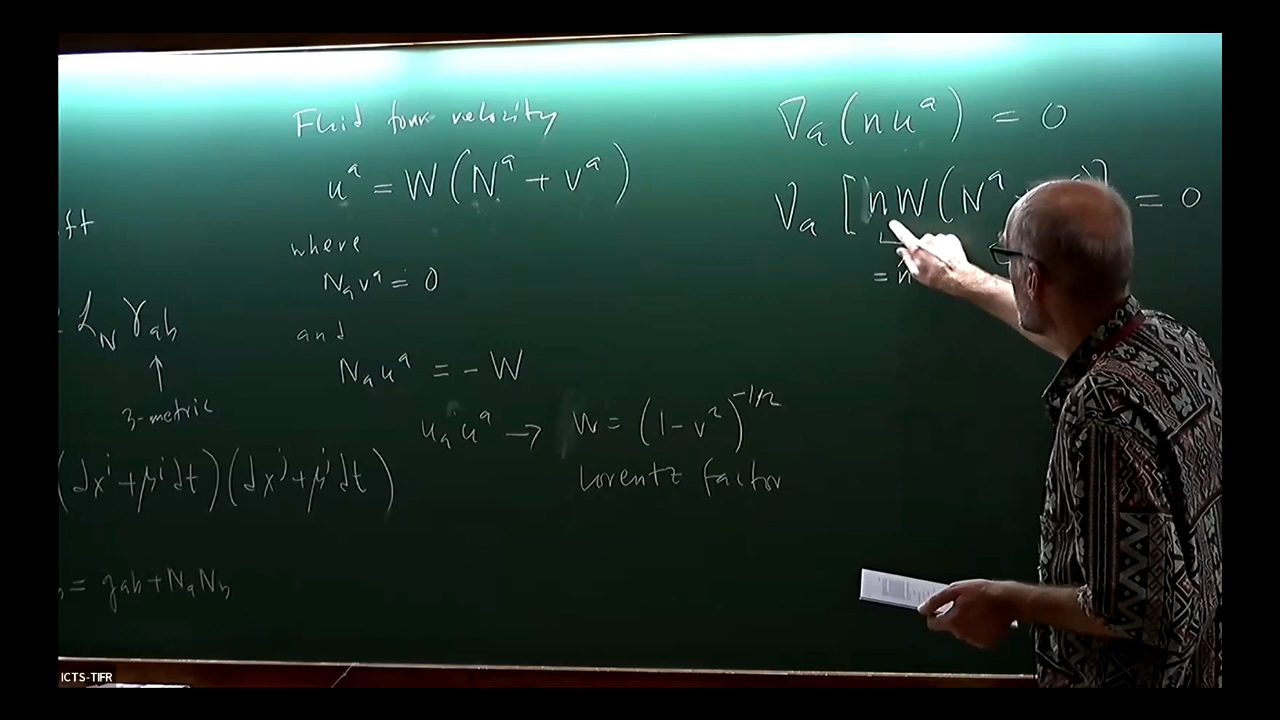 ft
L_N γ_ab
↑
3-metric
(dx^i + β^i dt)(dx^j + β^j dt)
= g_ab + N_a N_b
Fluid four velocity
u^a = W(N^a + v^a)
where
N_a v^a = 0
and
N_a u^a = - W
u_a u^a → W = (1 - v^2)^{-1/2}
Lorentz factor
∇_a (n u^a) = 0
∇_a [n W (N^a ] = 0
= n
ICTS-TIFR